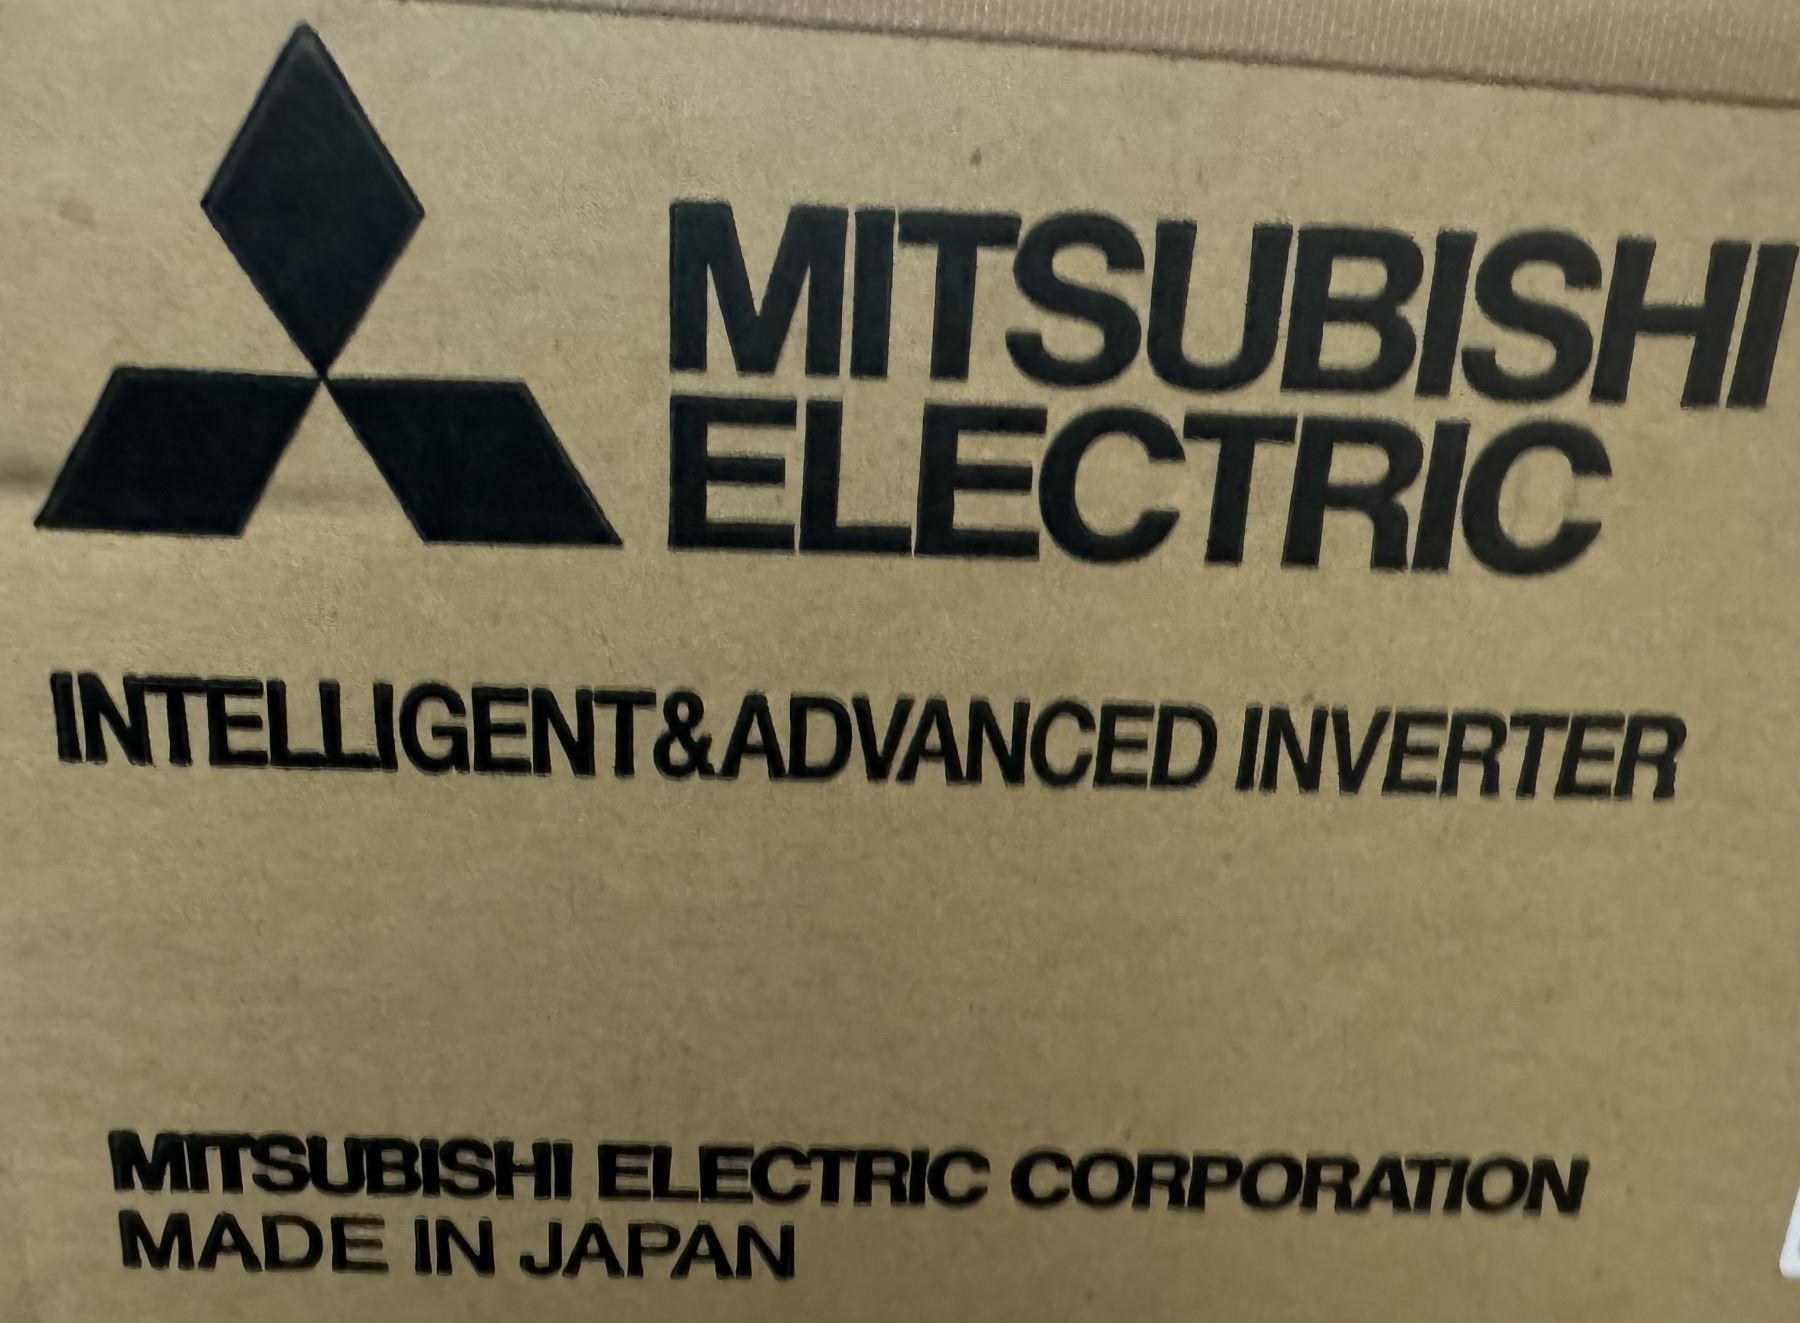 MITSUBISHI
ELECTRIC
INTELLIGENT&ADVANCED INVERTER
MITSUBISHI ELECTRIC CORPORATION
MADE IN JAPAN